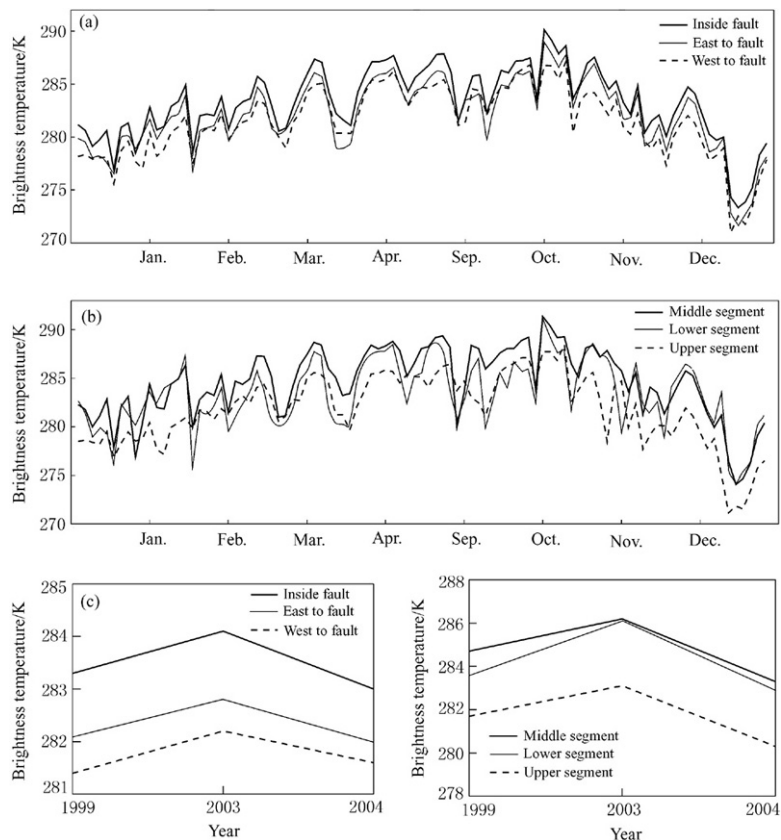 (a)
Inside fault
East to fault
West to fault
Brightness temperature/K
290
285
280
275
270
Jan. Feb. Mar. Apr. Sep. Oct. Nov. Dec.
(b)
Middle segment
Lower segment
Upper segment
Brightness temperature/K
290
285
280
275
270
Jan. Feb. Mar. Apr. Sep. Oct. Nov. Dec.
(c)
Inside fault
East to fault
West to fault
Brightness temperature/K
285
284
283
282
281
1999 2003 2004
Year
Brightness temperature/K
288
286
284
282
280
278
Middle segment
Lower segment
Upper segment
1999 2003 2004
Year